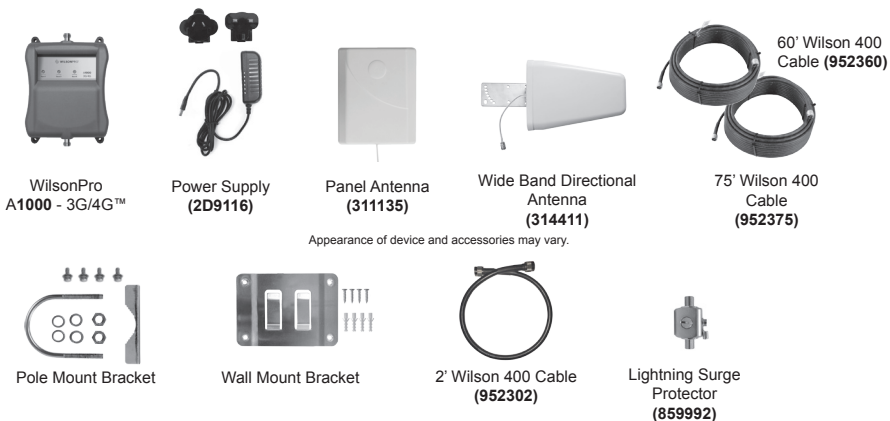 60' Wilson 400
Cable (952360)
WilsonPro
A1000 - 3G/4G™
Power Supply
(2D9116)
Panel Antenna
(311135)
Wide Band Directional
Antenna
(314411)
75' Wilson 400
Cable
(952375)
Appearance of device and accessories may vary.
Pole Mount Bracket
Wall Mount Bracket
2' Wilson 400 Cable
(952302)
Lightning Surge
Protector
(859992)